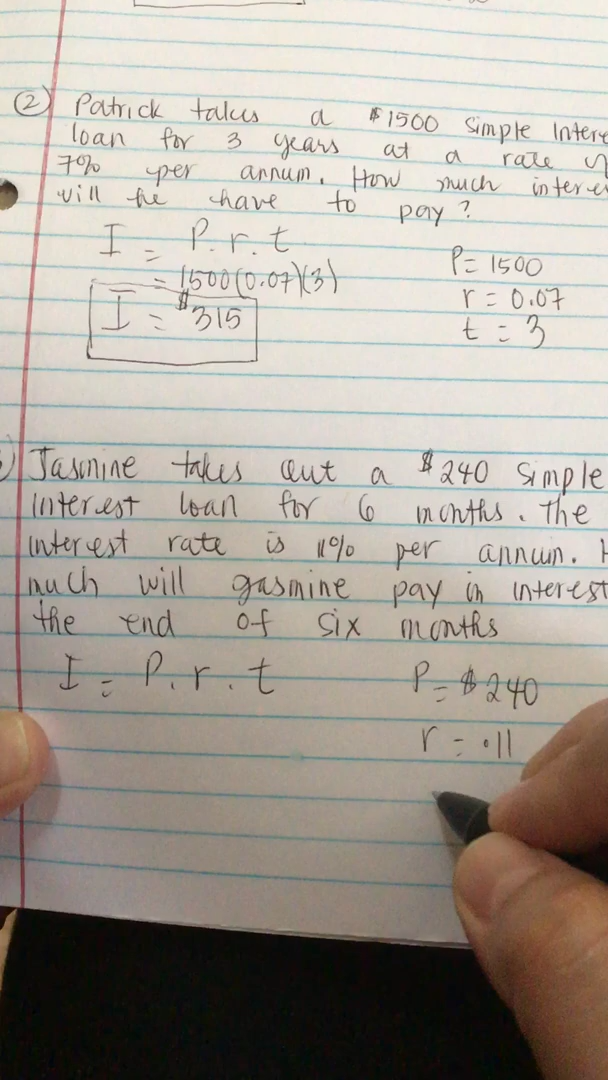 ② Patrick takes a $1500 Simple Intere
loan for 3 years at a rate of
7% per annum. How much interes
will he have to pay?
I = P.r.t
P = 1500
= 1500(0.07)(3)
r = 0.07
I = $315
t = 3
) Jasmine takes out a $240 Simple
interest loan for 6 months. The
interest rate is 11% per annum. H
much will gasmine pay in interest
the end of six months
I = P.r.t
P = $240
r = .11